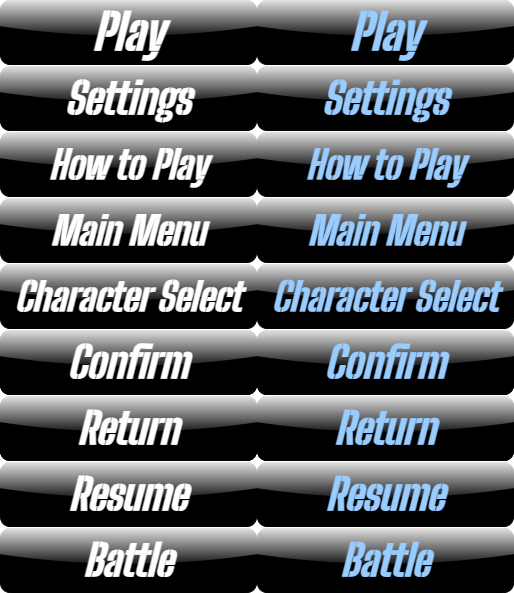 Play Play
Settings Settings
How to Play How to Play
Main Menu Main Menu
Character Select Character Select
Confirm Confirm
Return Return
Resume Resume
Battle Battle